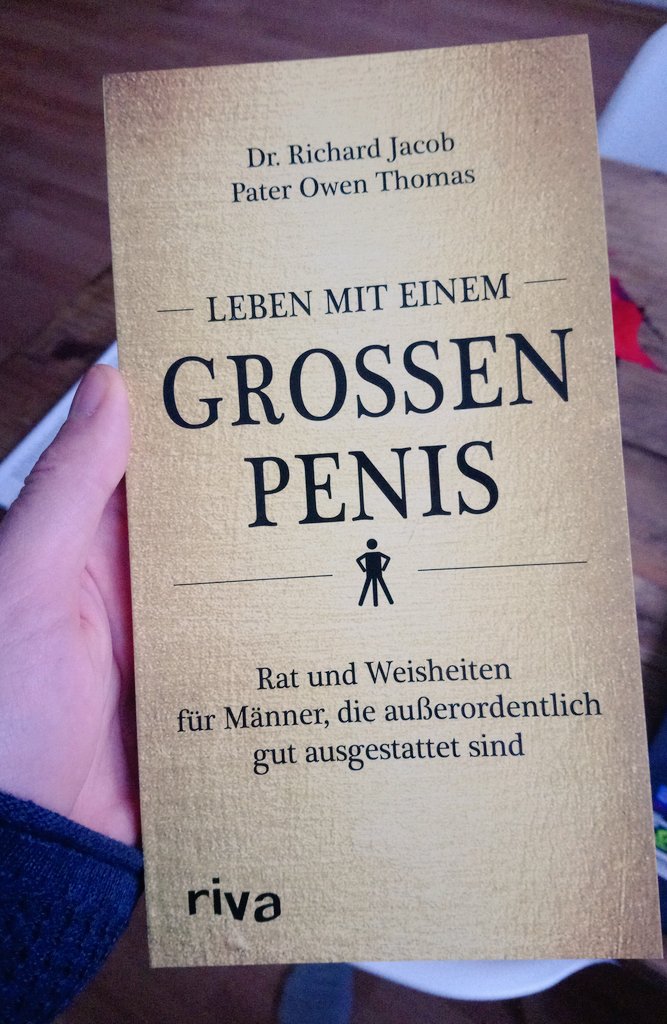 Dr. Richard Jacob
Pater Owen Thomas
LEBEN MIT EINEM
GROSSEN
PENIS
Rat und Weisheiten
für Männer, die außerordentlich
gut ausgestattet sind
riva